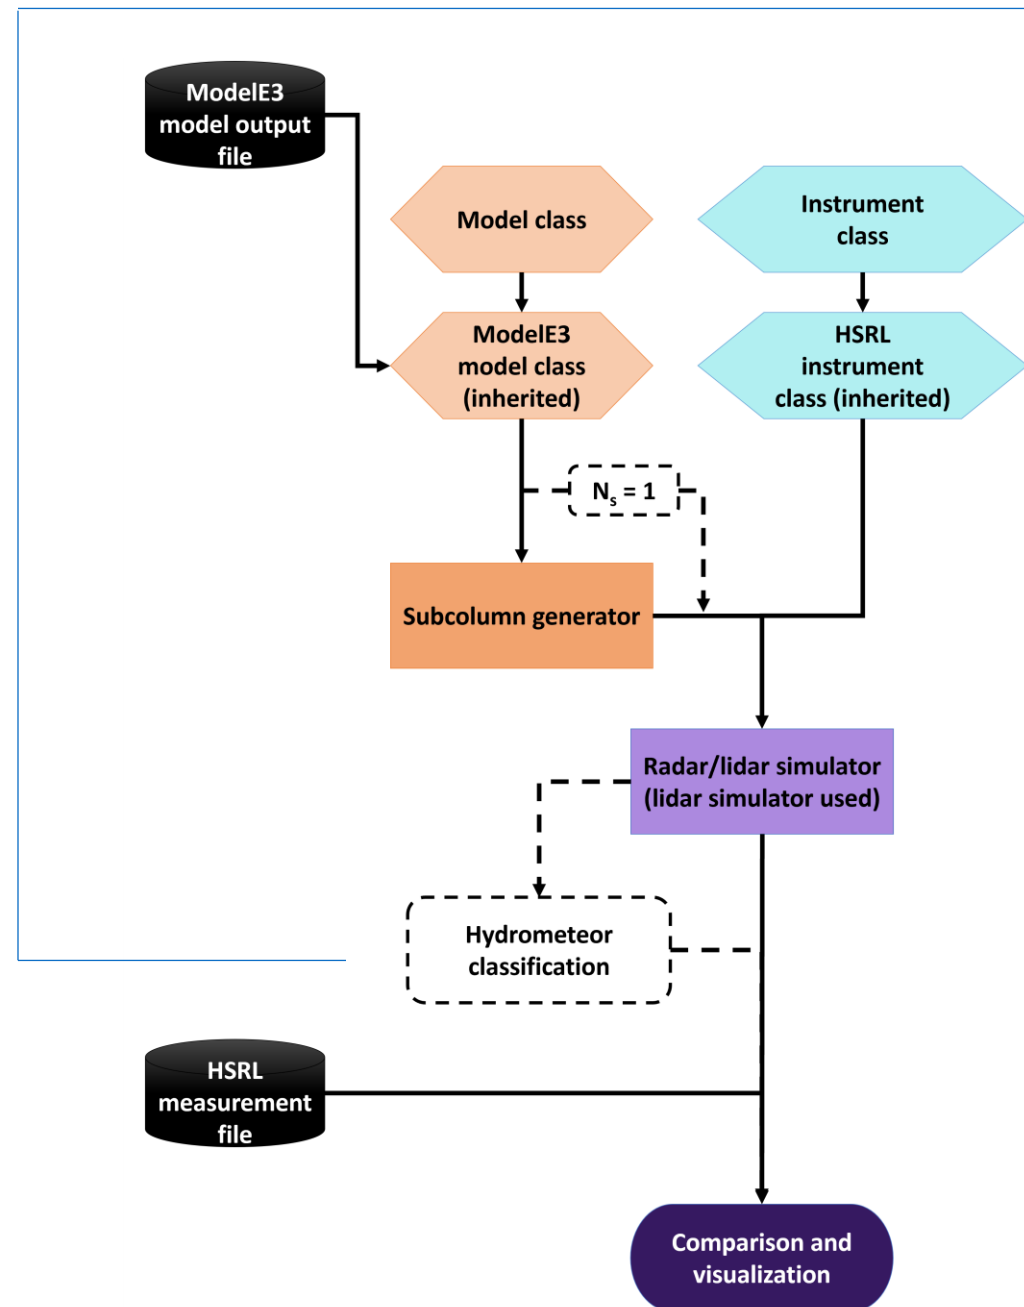 ModelE3
model output
file
Model class
Instrument
class
ModelE3
model class
(inherited)
HSRL
instrument
class (inherited)
Nₛ = 1
Subcolumn generator
Radar/lidar simulator
(lidar simulator used)
Hydrometeor
classification
HSRL
measurement
file
Comparison and
visualization